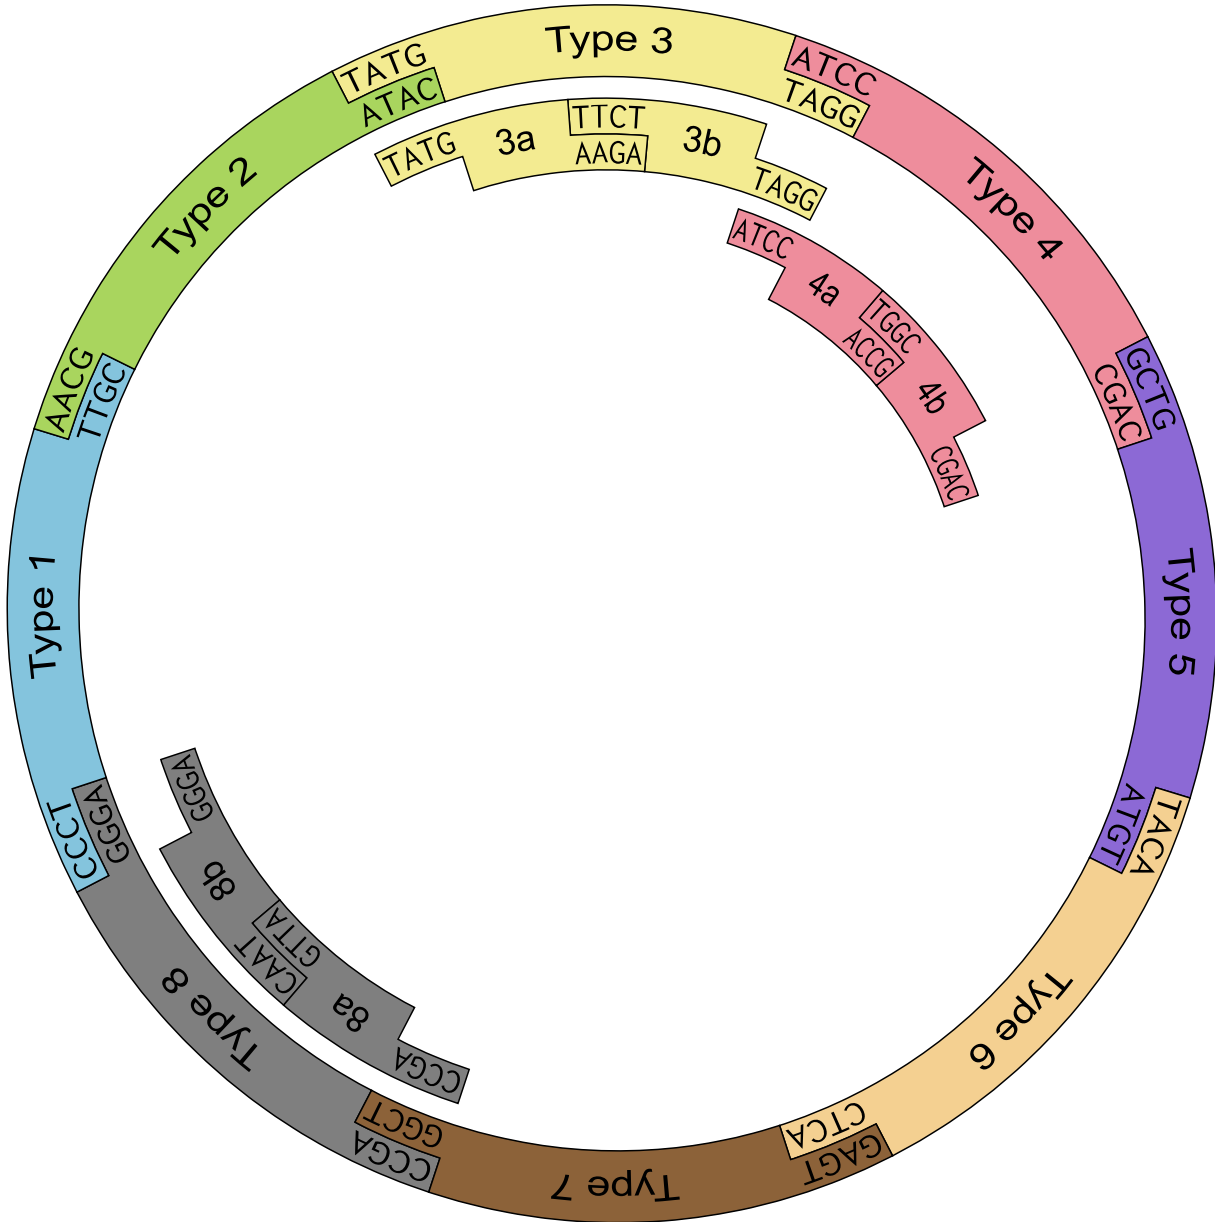 Type 3
TATG
ATAC
ATCC
TAGG
TATG
3a
TTCT
AAGA
3b
TAGG
Type 2
Type 4
ATCC
4a
TGGC
ACCG
4b
CGAC
AACG
TTGC
GCTG
CGAC
Type 1
Type 5
CCCT
GGGA
GGGA
8b
CAAT
GTTA
8a
CCGA
TACA
ATGT
Type 8
Type 6
GGCT
CCGA
CTCA
GAGT
Type 7